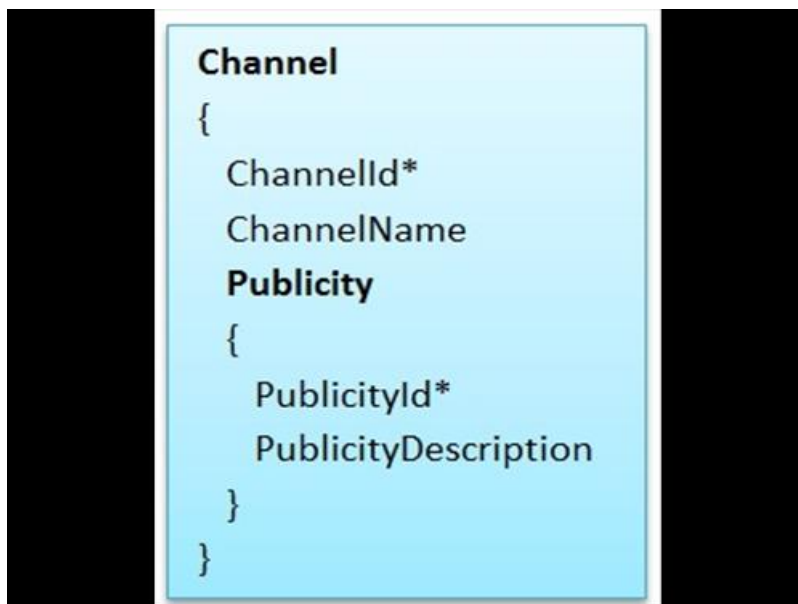 Channel
{
ChannelId*
ChannelName
Publicity
{
PublicityId*
PublicityDescription
}
}